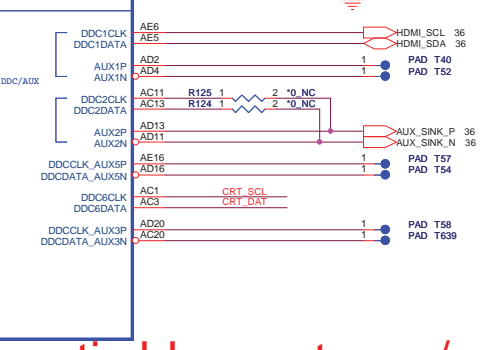 DDC1CLK AE6 HDMI_SCL 36
DDC1DATA AE5 HDMI_SDA 36
AUX1P AD2 1 PAD T40
AUX1N AD4 1 PAD T52
DDC/AUX
DDC2CLK AC11 R125 1 2 *0_NC
DDC2DATA AC13 R124 1 2 *0_NC
AUX2P AD13 AUX_SINK_P 36
AUX2N AD11 AUX_SINK_N 36
DDCCLK_AUX5P AE16 1 PAD T57
DDCDATA_AUX5N AD16 1 PAD T54
DDC6CLK AC1 CRT_SCL
DDC6DATA AC3 CRT_DAT
DDCCLK_AUX3P AD20 1 PAD T58
DDCDATA_AUX3N AC20 1 PAD T639